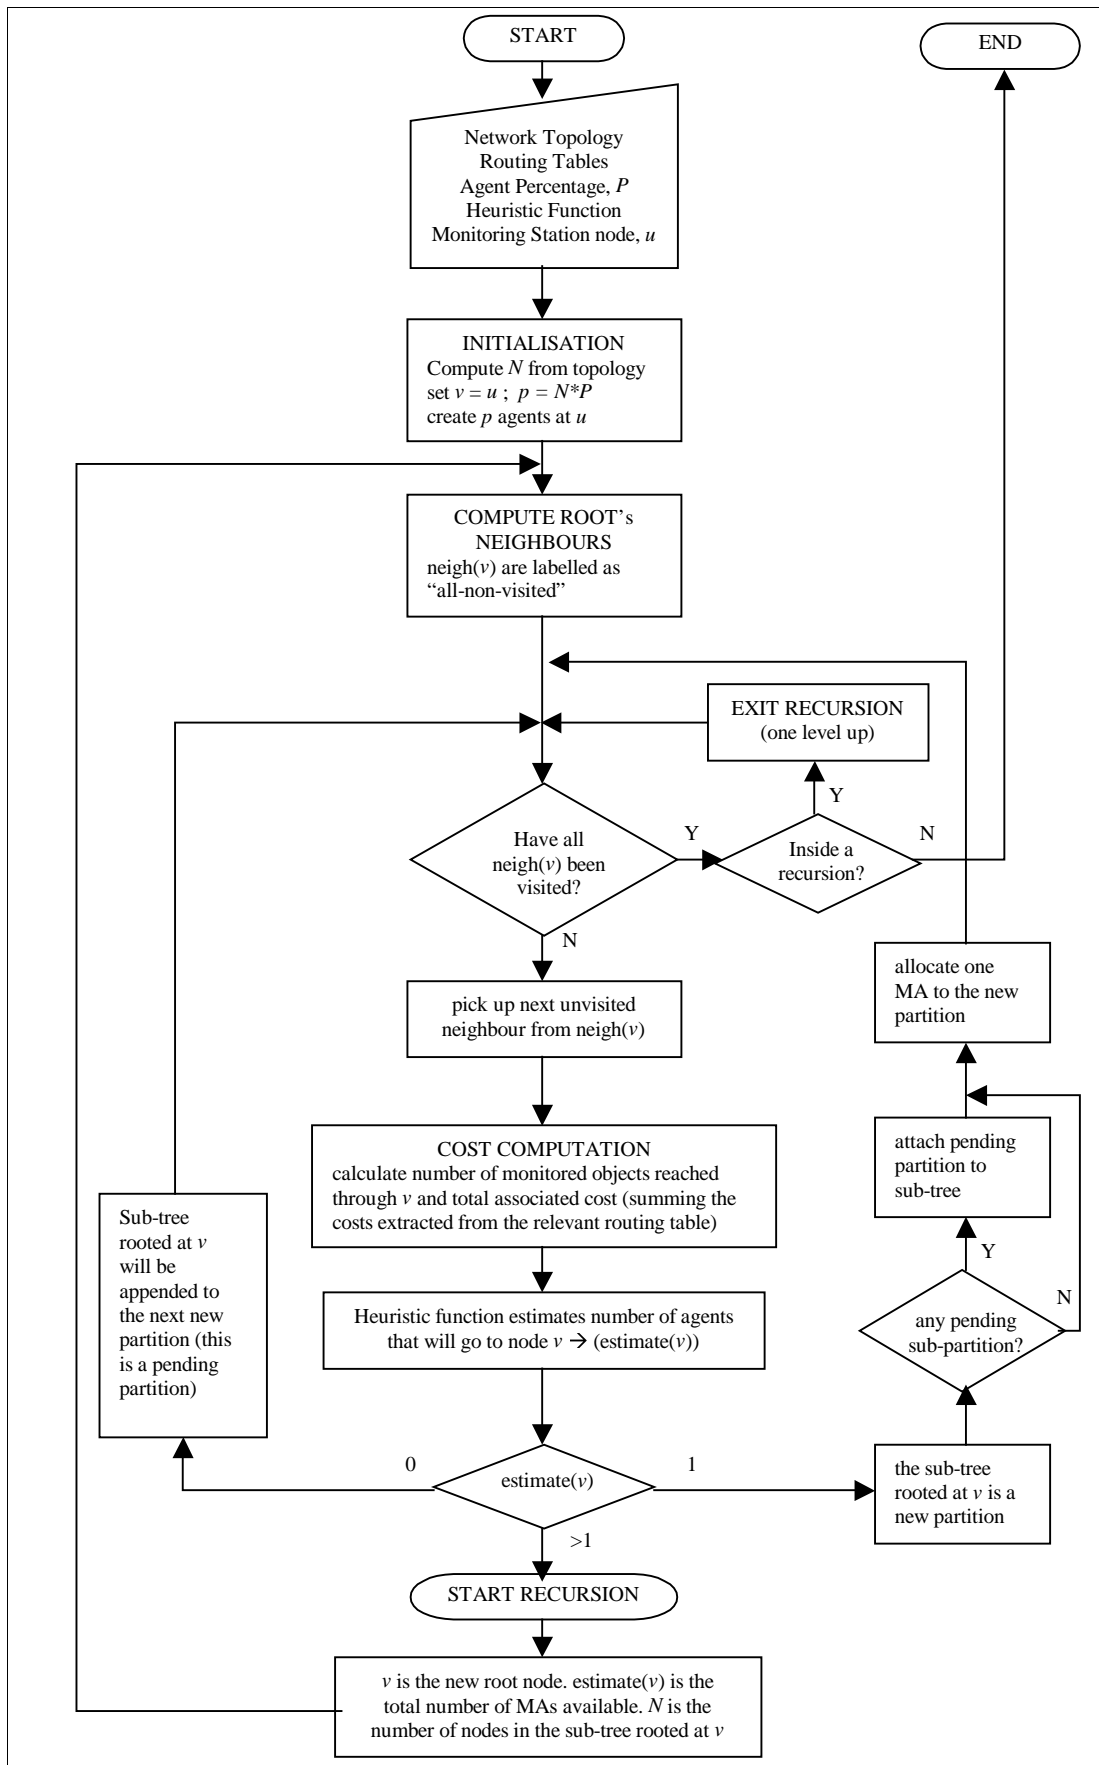 START
END
Network Topology
Routing Tables
Agent Percentage, P
Heuristic Function
Monitoring Station node, u
INITIALISATION
Compute N from topology
set v = u ; p = N*P
create p agents at u
COMPUTE ROOT's
NEIGHBOURS
neigh(v) are labelled as
“all-non-visited”
EXIT RECURSION
(one level up)
Y
Have all
neigh(v) been
visited?
Y
Inside a
recursion?
N
N
pick up next unvisited
neighbour from neigh(v)
allocate one
MA to the new
partition
COST COMPUTATION
calculate number of monitored objects reached
through v and total associated cost (summing the
costs extracted from the relevant routing table)
attach pending
partition to
sub-tree
Sub-tree
rooted at v
will be
appended to
the next new
partition (this
is a pending
partition)
Y
N
any pending
sub-partition?
Heuristic function estimates number of agents
that will go to node v → (estimate(v))
0
estimate(v)
1
the sub-tree
rooted at v is a
new partition
>1
START RECURSION
v is the new root node. estimate(v) is the
total number of MAs available. N is the
number of nodes in the sub-tree rooted at v